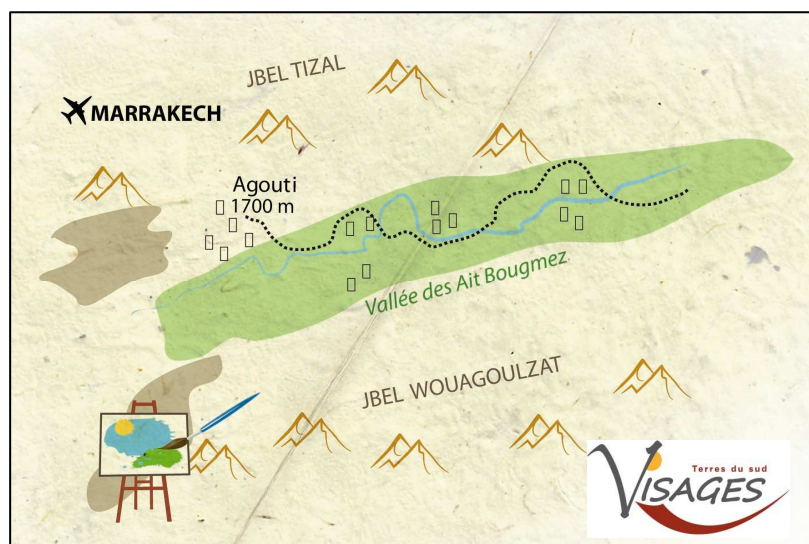 JBEL TIZAL
MARRAKECH
Agouti
1700 m
Vallée des Ait Bougmez
JBEL WOUAGOULZAT
Terres du sud
VISAGES